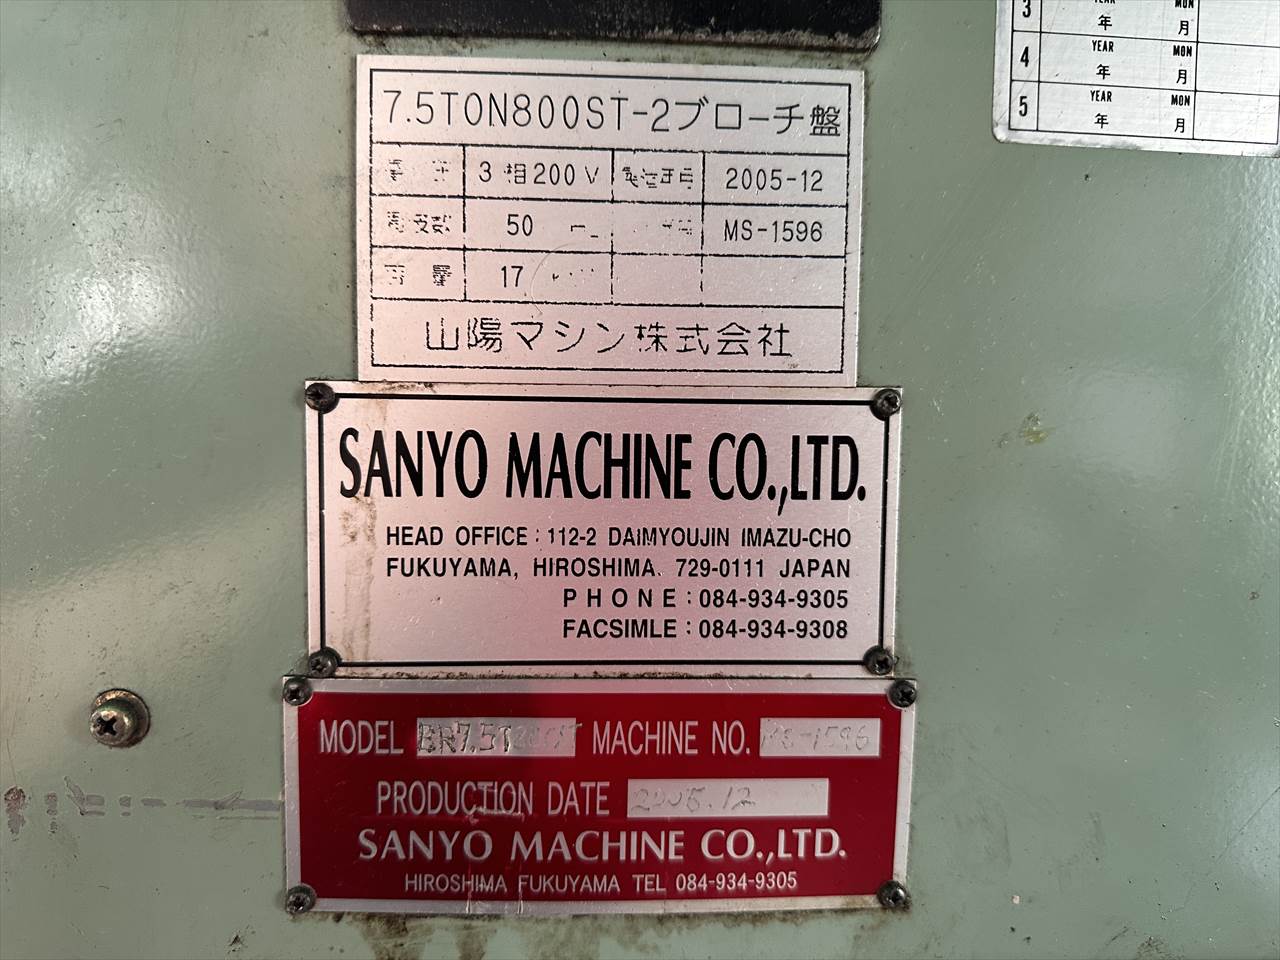 3 YEAR 年 MON 月
4 YEAR 年 MON 月
5 YEAR 年 MON 月
7.5TON800ST-2ブローチ盤
3相200V 2005-12
50 MS-1596
17
山陽マシン株式会社
SANYO MACHINE CO.,LTD.
HEAD OFFICE : 112-2 DAIMYOUJIN IMAZU-CHO
FUKUYAMA, HIROSHIMA. 729-0111 JAPAN
PHONE : 084-934-9305
FACSIMLE : 084-934-9308
MODEL BR7.5T MACHINE NO. MS-1596
PRODUCTION DATE 2005.12
SANYO MACHINE CO.,LTD.
HIROSHIMA FUKUYAMA TEL 084-934-9305